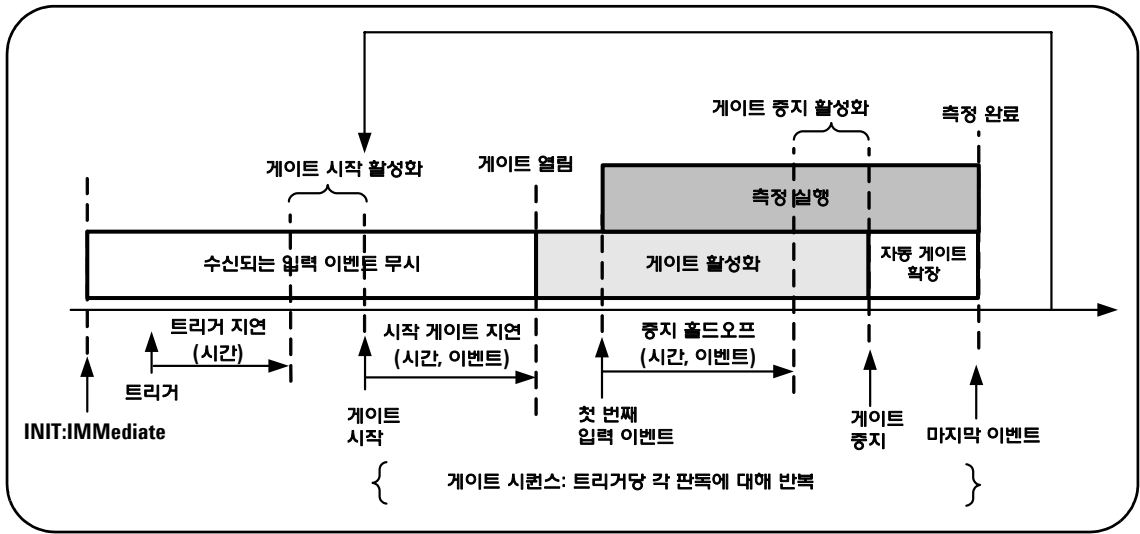 게이트 중지 활성화
측정 완료
게이트 시작 활성화
게이트 열림
측정 실행
수신되는 입력 이벤트 무시
게이트 활성화
자동 게이트
확장
트리거 지연
(시간)
시작 게이트 지연
(시간, 이벤트)
중지 홀드오프
(시간, 이벤트)
트리거
INIT:IMMediate
게이트
시작
첫 번째
입력 이벤트
게이트
중지
마지막 이벤트
게이트 시퀀스: 트리거당 각 판독에 대해 반복